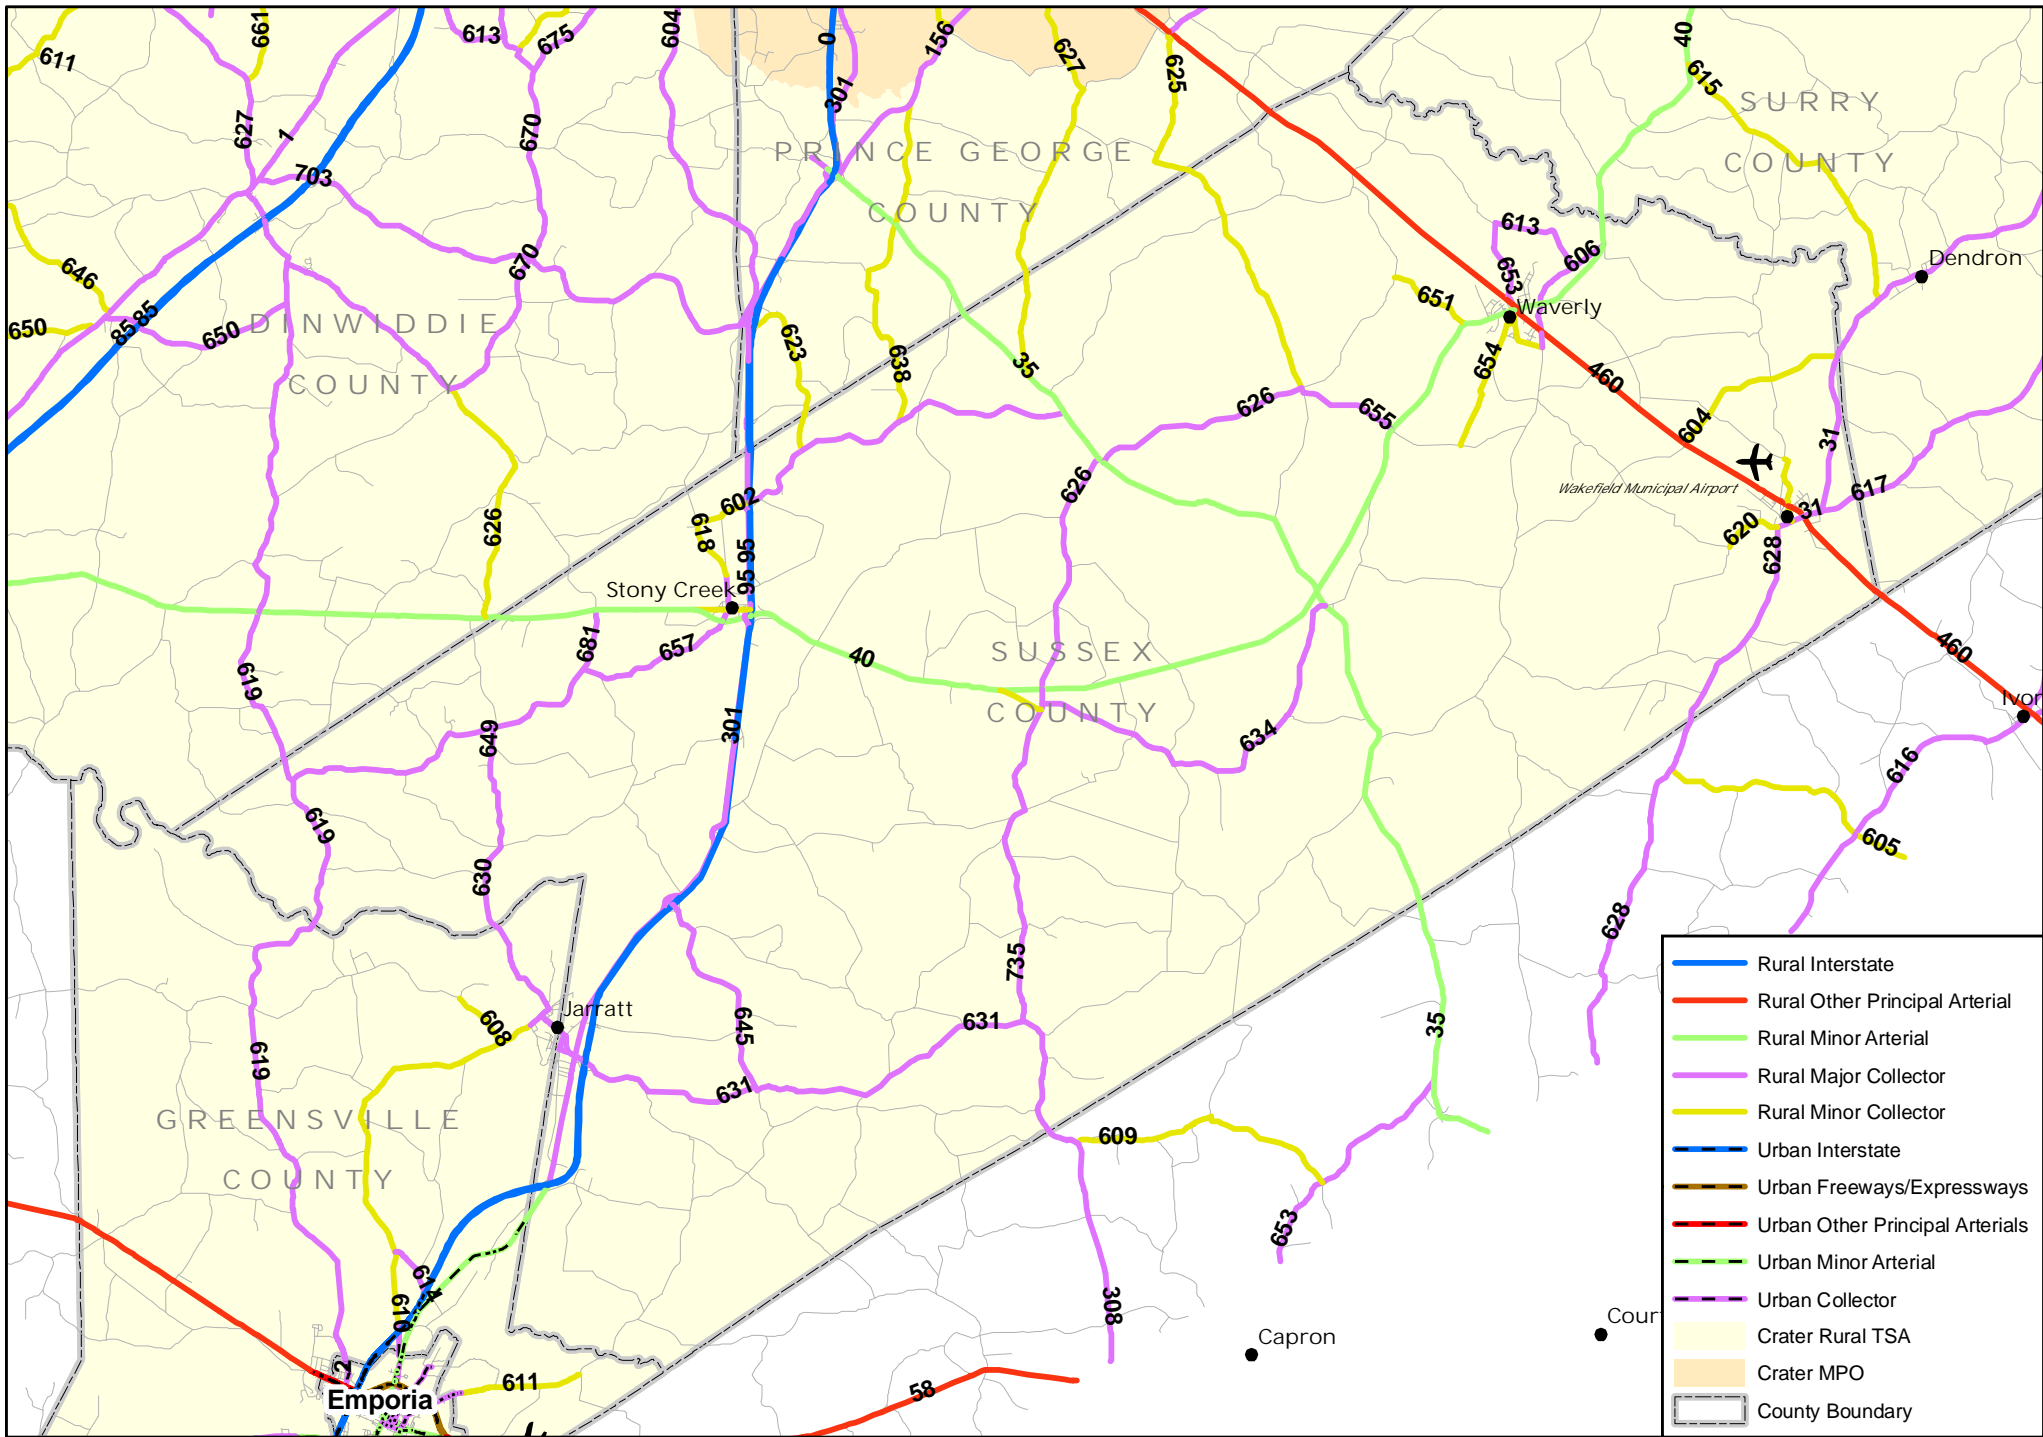 661
613
675
604
0
156
627
625
40
615
611
301
SURRY
COUNTY
627
1
670
703
PRINCE GEORGE
COUNTY
613
606
653
Dendron
646
670
651
Waverly
650
85 85
650
DINWIDDIE
COUNTY
623
638
35
654
460
626
655
604
31
626
602
618
626
Wakefield Municipal Airport
617
31
620
628
95 95
Stony Creek
681
657
40
SUSSEX
COUNTY
460
Ivor
619
649
301
634
616
619
630
605
628
735
Jarratt
608
645
631
35
619
631
GREENSVILLE
COUNTY
609
653
614
610
308
Capron
Cour
2
Emporia
611
58
Rural Interstate
Rural Other Principal Arterial
Rural Minor Arterial
Rural Major Collector
Rural Minor Collector
Urban Interstate
Urban Freeways/Expressways
Urban Other Principal Arterials
Urban Minor Arterial
Urban Collector
Crater Rural TSA
Crater MPO
County Boundary